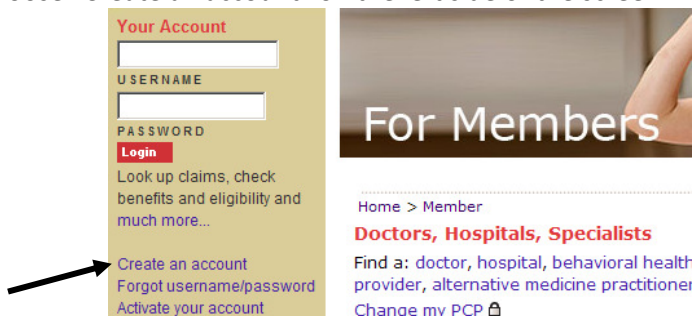 Your Account
USERNAME
PASSWORD
Login
Look up claims, check
benefits and eligibility and
much more...
Create an account
Forgot username/password
Activate your account
For Members
Home > Member
Doctors, Hospitals, Specialists
Find a: doctor, hospital, behavioral health
provider, alternative medicine practitioner
Change my PCP